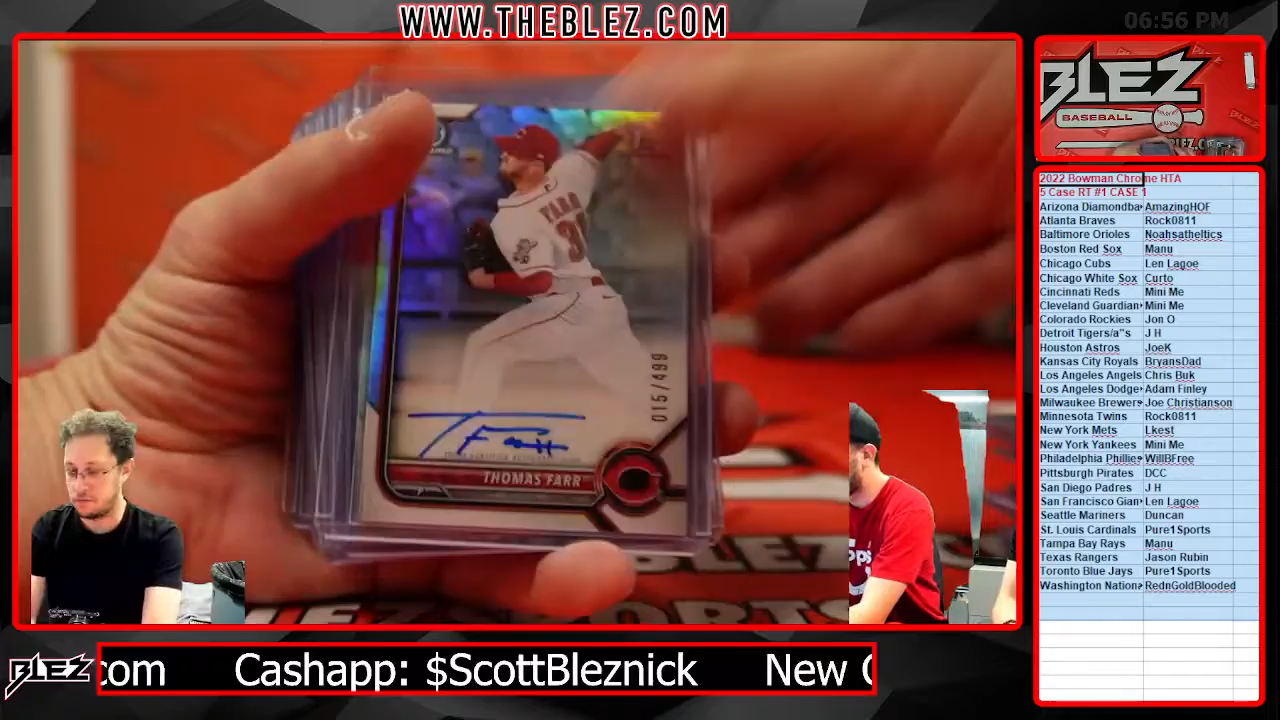 WWW.THEBLEZ.COM
06:56 PM
BLEZ
BASEBALL
FARR
015/499
T Farr
THOMAS FARR
2022 Bowman Chrome HTA
5 Case RT #1 CASE 1
Arizona Diamondba AmazingHOF
Atlanta Braves Rock0811
Baltimore Orioles Noahsatheltics
Boston Red Sox Manu
Chicago Cubs Len Lagoe
Chicago White Sox Curto
Cincinnati Reds Mini Me
Cleveland Guardian Mini Me
Colorado Rockies Jon O
Detroit Tigers/a"s J H
Houston Astros JoeK
Kansas City Royals BryansDad
Los Angeles Angels Chris Buk
Los Angeles Dodge Adam Finley
Milwaukee Brewer Joe Christianson
Minnesota Twins Rock0811
New York Mets Lkest
New York Yankees Mini Me
Philadelphia Phillie WillBFree
Pittsburgh Pirates DCC
San Diego Padres J H
San Francisco Gian Len Lagoe
Seattle Mariners Duncan
St. Louis Cardinals Pure1Sports
Tampa Bay Rays Manu
Texas Rangers Jason Rubin
Toronto Blue Jays Pure1Sports
Washington Nation RednGoldBlooded
BLEZ
com Cashapp: $ScottBleznick New